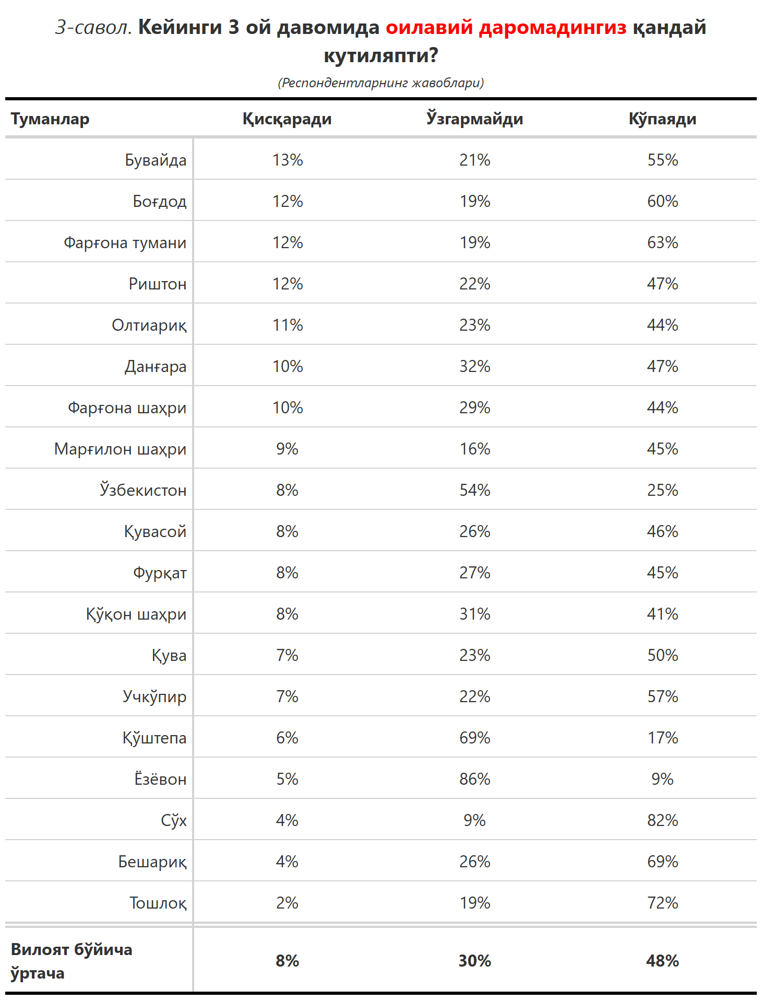 3-савол. Кейинги 3 ой давомида оилавий даромадингиз қандай
кутиляпти?
(Респондентларнинг жавоблари)
Туманлар Қисқаради Ўзгармайди Кўпаяди
Бувайда 13% 21% 55%
Боғдод 12% 19% 60%
Фарғона тумани 12% 19% 63%
Риштон 12% 22% 47%
Олтиариқ 11% 23% 44%
Данғара 10% 32% 47%
Фарғона шаҳри 10% 29% 44%
Марғилон шаҳри 9% 16% 45%
Ўзбекистон 8% 54% 25%
Қувасой 8% 26% 46%
Фурқат 8% 27% 45%
Қўқон шаҳри 8% 31% 41%
Қува 7% 23% 50%
Учкўпир 7% 22% 57%
Қўштепа 6% 69% 17%
Ёзёвон 5% 86% 9%
Сўх 4% 9% 82%
Бешариқ 4% 26% 69%
Тошлоқ 2% 19% 72%
Вилоят бўйича
ўртача 8% 30% 48%